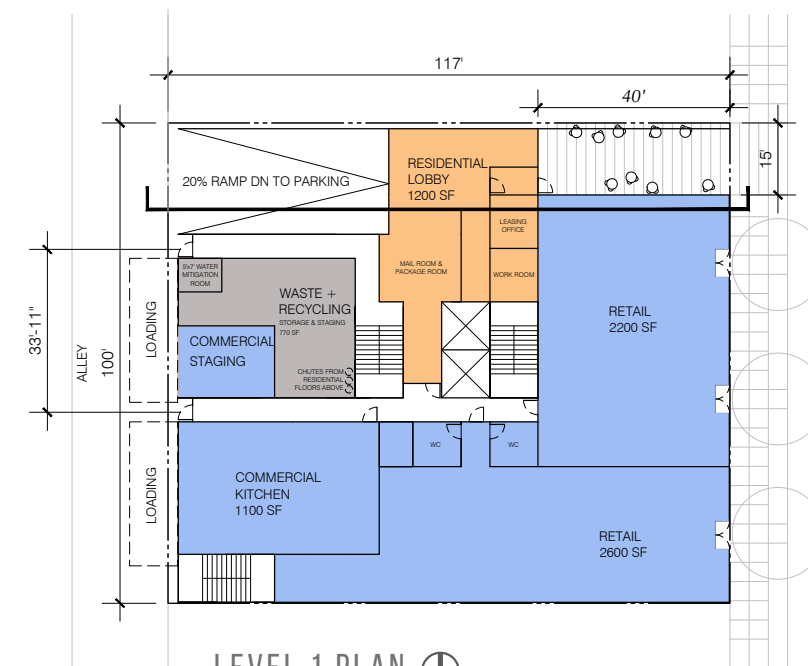 117'
40'
15'
RESIDENTIAL
LOBBY
1200 SF
20% RAMP DN TO PARKING
LEASING
OFFICE
MAIL ROOM &
PACKAGE ROOM
WORK ROOM
5'x7' WATER
MITIGATION
ROOM
WASTE +
RECYCLING
STORAGE & STAGING
770 SF
RETAIL
2200 SF
33'-11"
ALLEY
100'
LOADING
COMMERCIAL
STAGING
CHUTES FROM
RESIDENTIAL
FLOORS ABOVE
WC
WC
LOADING
COMMERCIAL
KITCHEN
1100 SF
RETAIL
2600 SF
LEVEL 1 PLAN